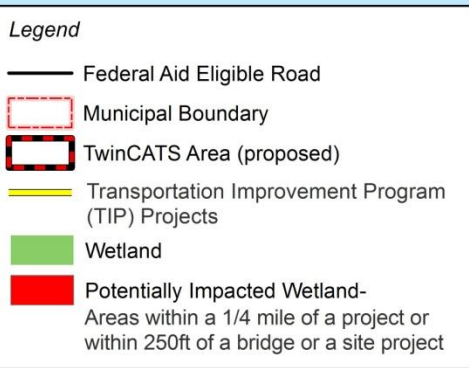 Legend
Federal Aid Eligible Road
Municipal Boundary
TwinCATS Area (proposed)
Transportation Improvement Program
(TIP) Projects
Wetland
Potentially Impacted Wetland-
Areas within a 1/4 mile of a project or
within 250ft of a bridge or a site project